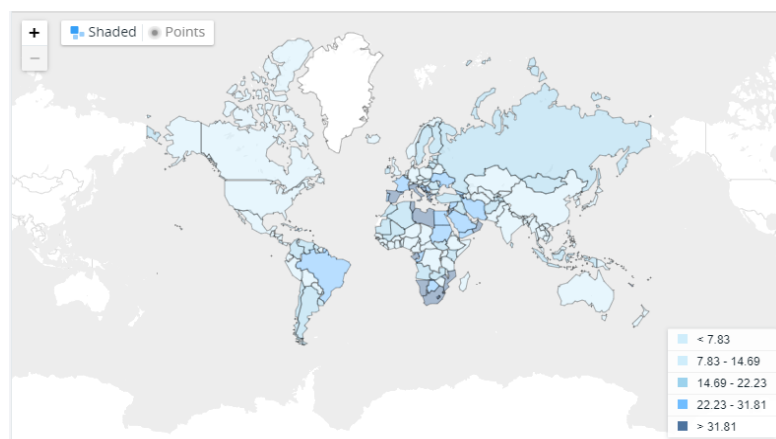 +
Shaded Points
−
< 7.83
7.83 - 14.69
14.69 - 22.23
22.23 - 31.81
> 31.81